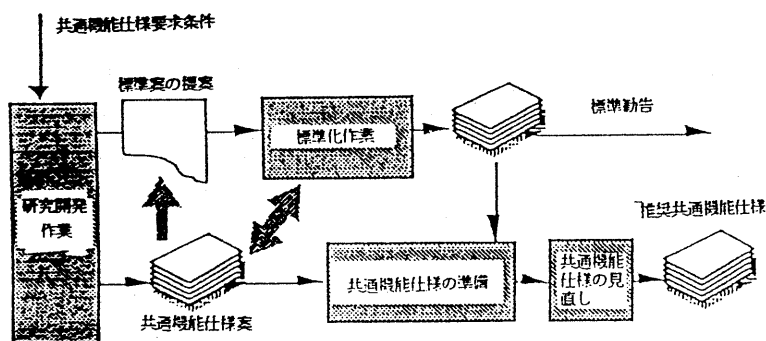 共通機能仕様要求条件
標準案の提案
標準化作業
標準勧告
研究開発
作業
推奨共通機能仕様
共通機能仕様の準備
共通機能
仕様の見
直し
共通機能仕様案